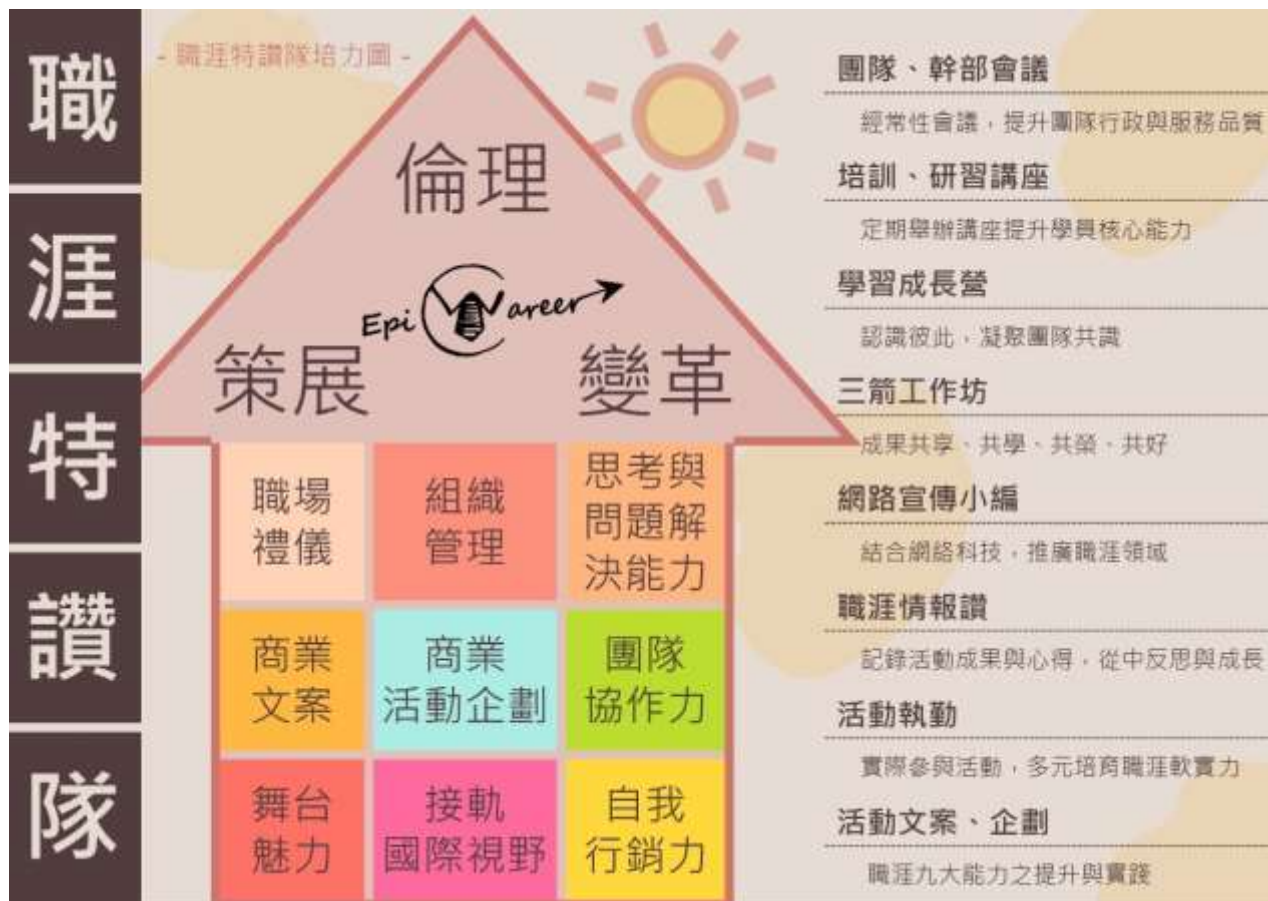 職
涯
特
讚
隊
- 職涯特讚隊培力圖 -
倫理
Epi Career
策展
變革
職場
禮儀
組織
管理
思考與
問題解
決能力
商業
文案
商業
活動企劃
團隊
協作力
舞台
魅力
接軌
國際視野
自我
行銷力
團隊、幹部會議
經常性會議，提升團隊行政與服務品質
培訓、研習講座
定期舉辦講座提升學員核心能力
學習成長營
認識彼此，凝聚團隊共識
三箭工作坊
成果共享、共學、共榮、共好
網路宣傳小編
結合網絡科技，推廣職涯領域
職涯情報讚
記錄活動成果與心得，從中反思與成長
活動執勤
實際參與活動，多元培育職涯軟實力
活動文案、企劃
職涯九大能力之提升與實踐